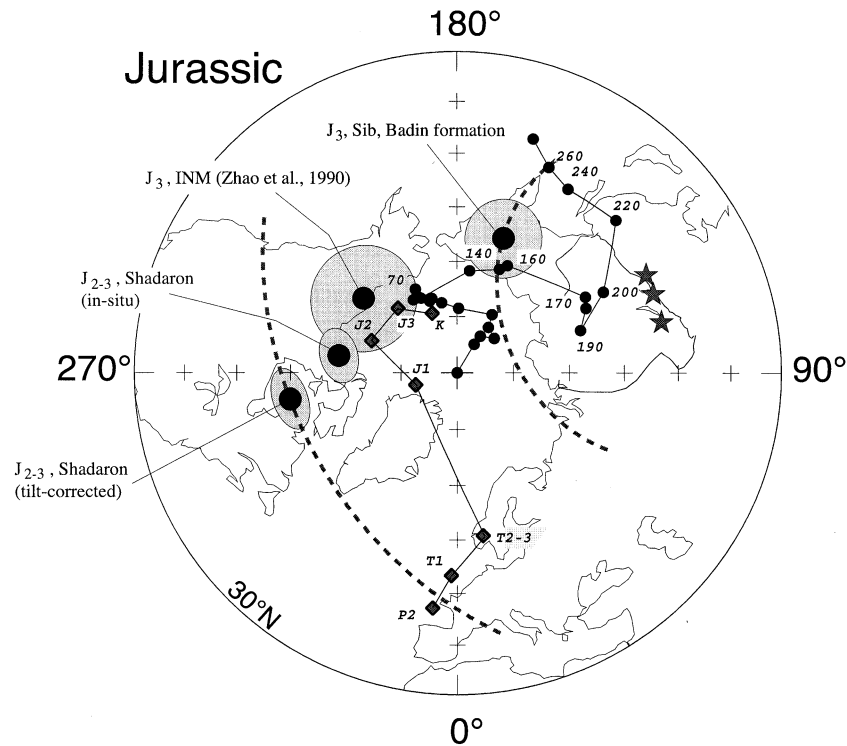 180°
Jurassic
J3, Sib, Badin formation
260
240
J3, INM (Zhao et al., 1990)
220
140
160
J2-3, Shadaron
(in-situ)
70
170
200
J2
J3
K
190
270°
J1
90°
J2-3, Shadaron
(tilt-corrected)
T2-3
T1
30°N
P2
0°